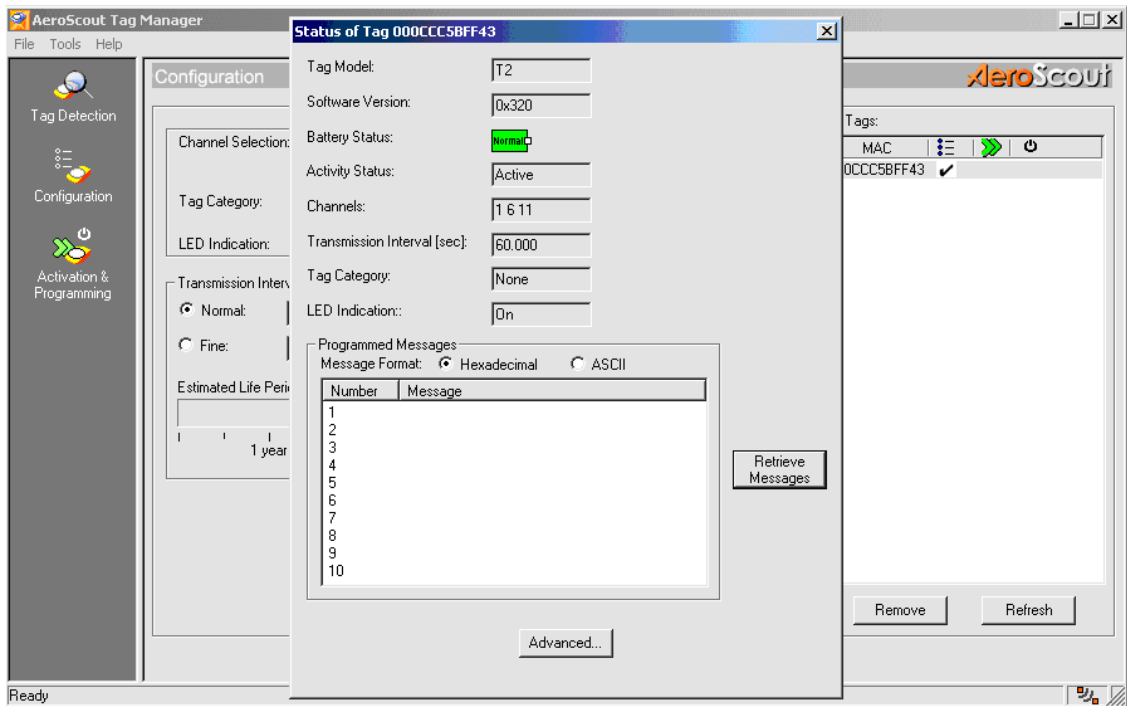 AeroScout Tag Manager
File Tools Help
Tag Detection
Configuration
Activation &
Programming
Configuration
AeroScout
Channel Selection:
Tag Category:
LED Indication:
Transmission Interv
Normal:
Fine:
Estimated Life Peri
1 year
Status of Tag 000CCC5BFF43
Tag Model: T2
Software Version: 0x320
Battery Status: Normal
Activity Status: Active
Channels: 1 6 11
Transmission Interval [sec]: 60.000
Tag Category: None
LED Indication:: On
Programmed Messages
Message Format: Hexadecimal ASCII
Number Message
1
2
3
4
5
6
7
8
9
10
Retrieve
Messages
Advanced...
Tags:
MAC
0CCC5BFF43
Remove Refresh
Ready